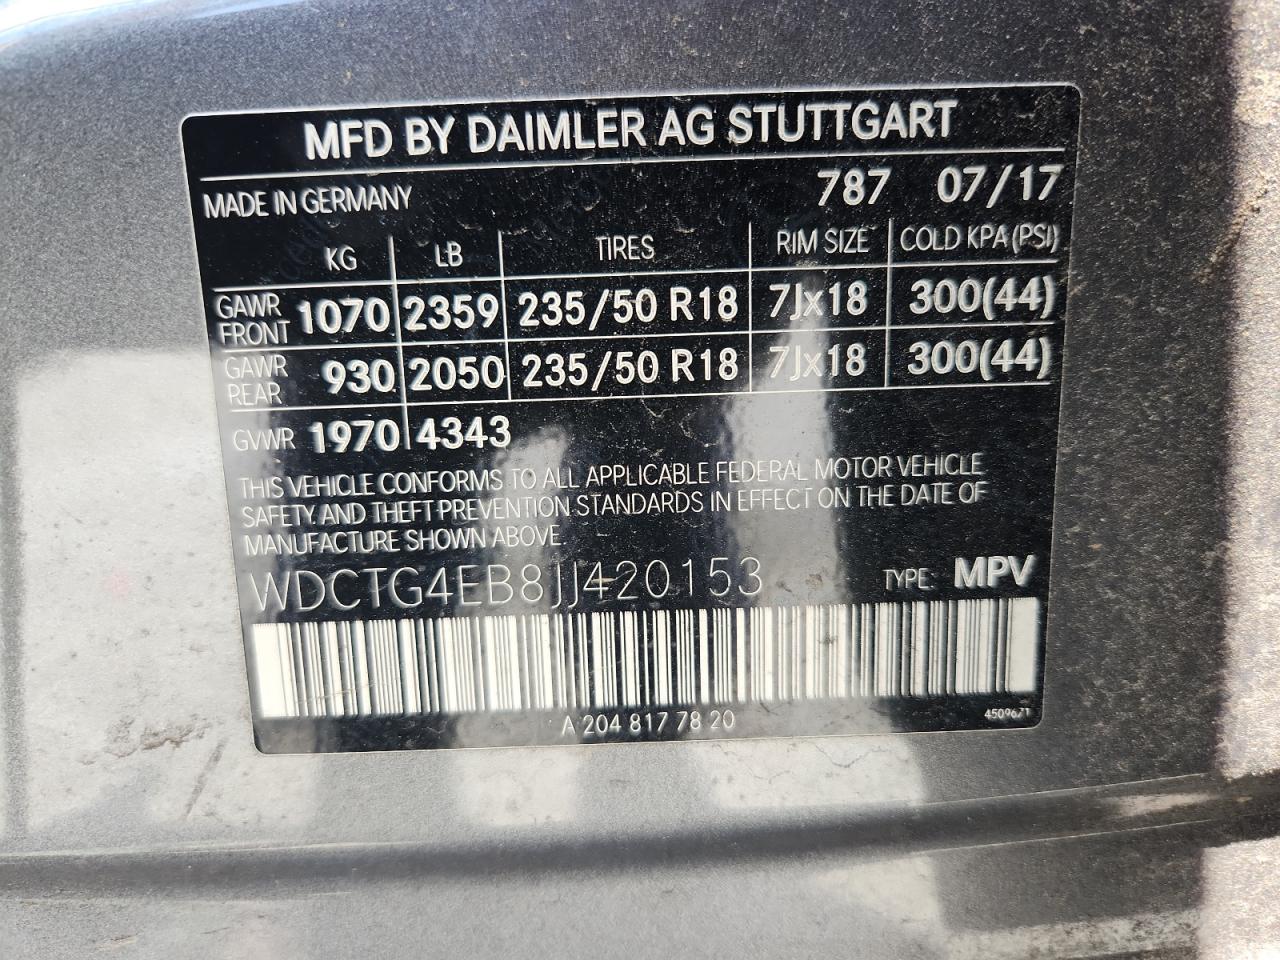 MFD BY DAIMLER AG STUTTGART
MADE IN GERMANY 787 07/17
KG LB TIRES RIM SIZE COLD KPA (PSI)
GAWR FRONT 1070 2359 235/50 R18 7Jx18 300(44)
GAWR REAR 930 2050 235/50 R18 7Jx18 300(44)
GVWR 1970 4343
THIS VEHICLE CONFORMS TO ALL APPLICABLE FEDERAL MOTOR VEHICLE
SAFETY AND THEFT PREVENTION STANDARDS IN EFFECT ON THE DATE OF
MANUFACTURE SHOWN ABOVE.
WDCTG4EB8JJ420153 TYPE: MPV
A 204 817 78 20